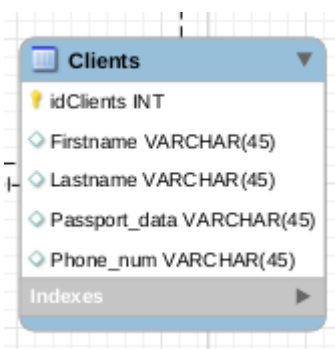 Clients
idClients INT
Firstname VARCHAR(45)
Lastname VARCHAR(45)
Passport_data VARCHAR(45)
Phone_num VARCHAR(45)
Indexes